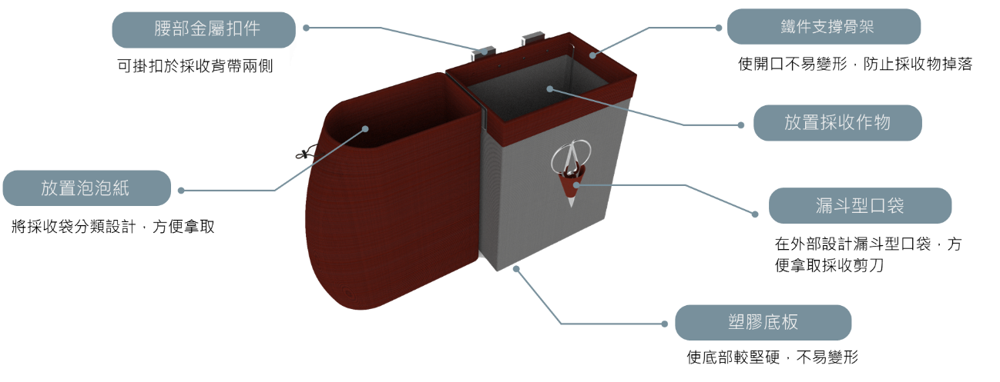 腰部金屬扣件
可掛扣於採收背帶兩側
鐵件支撐骨架
使開口不易變形，防止採收物掉落
放置採收作物
放置泡泡紙
將採收袋分類設計，方便拿取
漏斗型口袋
在外部設計漏斗型口袋，方
便拿取採收剪刀
塑膠底板
使底部較堅硬，不易變形